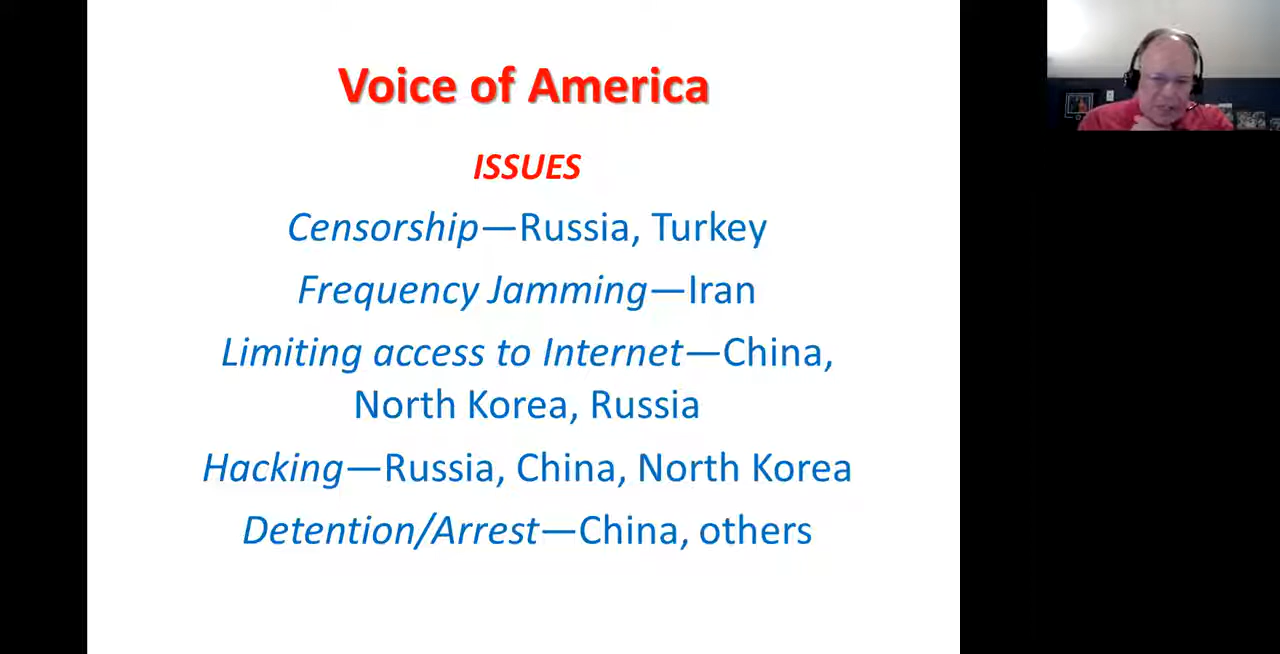 Voice of America
ISSUES
Censorship—Russia, Turkey
Frequency Jamming—Iran
Limiting access to Internet—China,
North Korea, Russia
Hacking—Russia, China, North Korea
Detention/Arrest—China, others